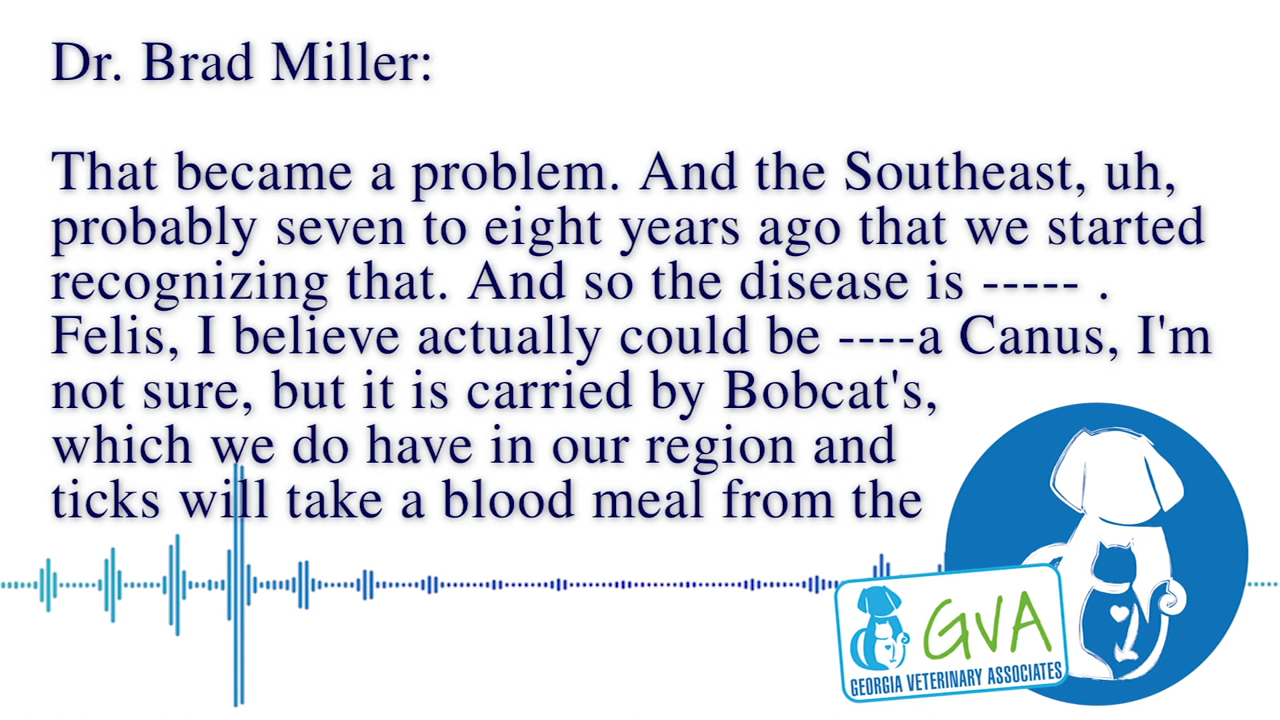 Dr. Brad Miller:
That became a problem. And the Southeast, uh,
probably seven to eight years ago that we started
recognizing that. And so the disease is ----- .
Felis, I believe actually could be ----a Canus, I'm
not sure, but it is carried by Bobcat's,
which we do have in our region and
ticks will take a blood meal from the
GVA
GEORGIA VETERINARY ASSOCIATES